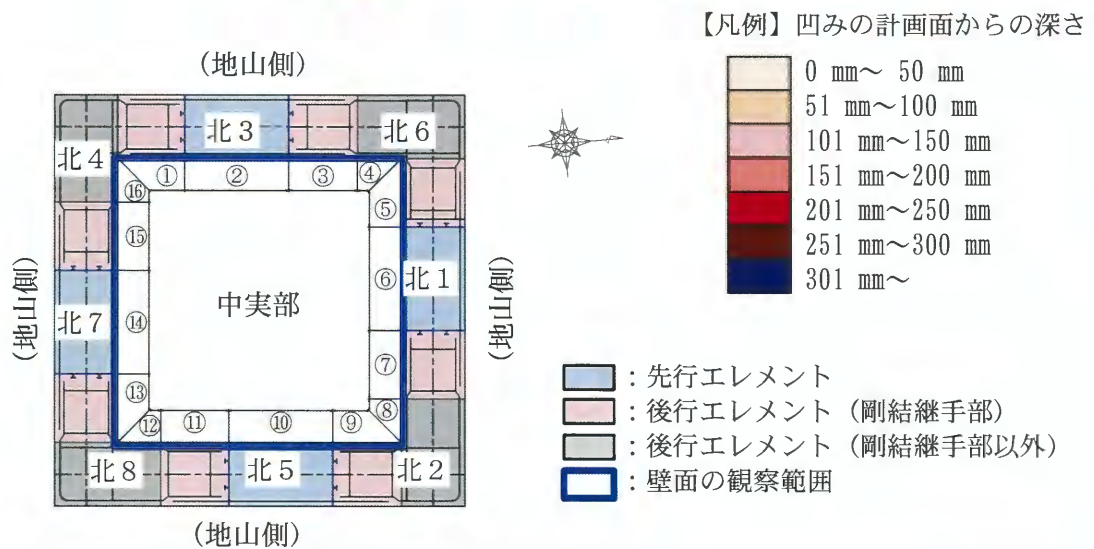 【凡例】凹みの計画面からの深さ
0 mm~ 50 mm
51 mm~100 mm
101 mm~150 mm
151 mm~200 mm
201 mm~250 mm
251 mm~300 mm
301 mm~
(地山側)
北3
北6
北4
① ② ③ ④
⑯ ⑤
⑮
⑥ 北1
(地山側)
中実部
(地山側)
北7
⑭
⑦
⑬
⑧
⑫ ⑪ ⑩ ⑨
北8
北5
北2
(地山側)
:先行エレメント
:後行エレメント(剛結継手部)
:後行エレメント(剛結継手部以外)
:壁面の観察範囲